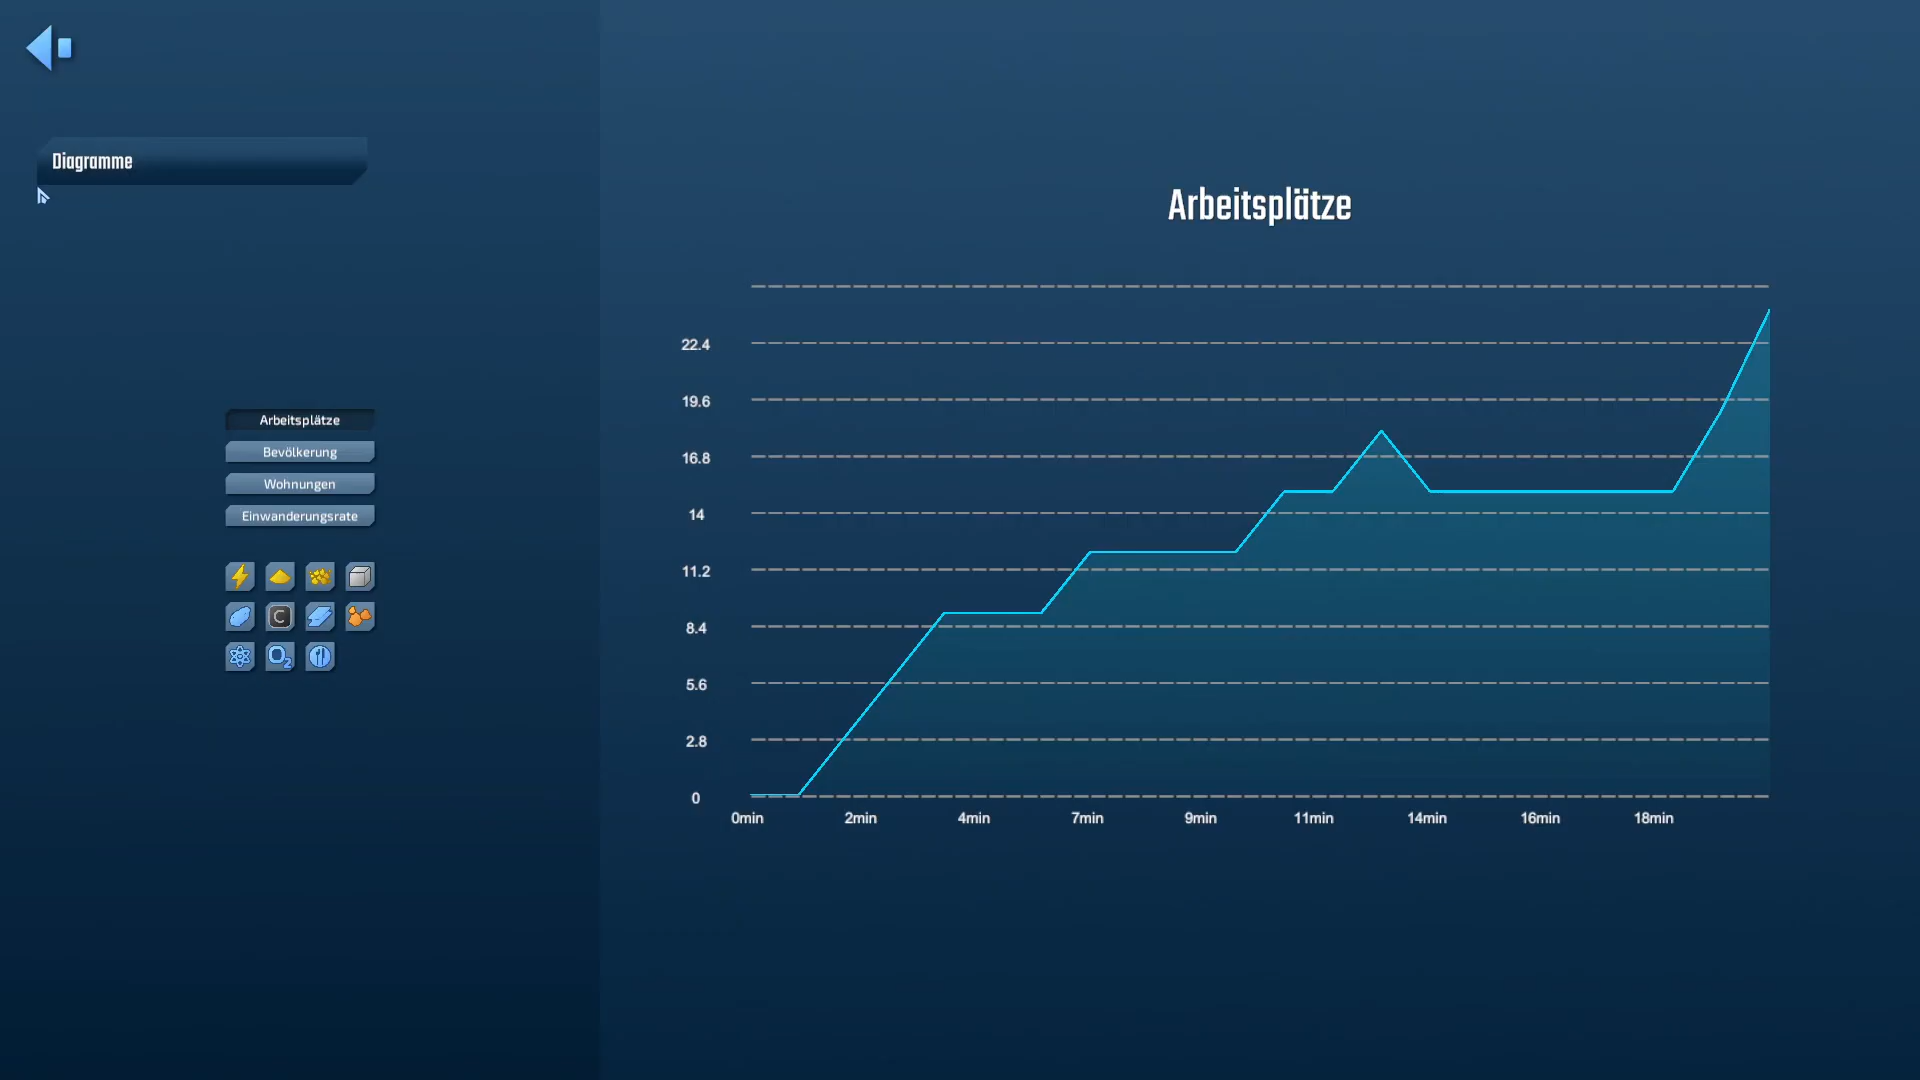 Diagramme
Arbeitsplätze
Arbeitsplätze
Bevölkerung
Wohnungen
Einwanderungsrate
C
O2
22.4
19.6
16.8
14
11.2
8.4
5.6
2.8
0
0min 2min 4min 7min 9min 11min 14min 16min 18min